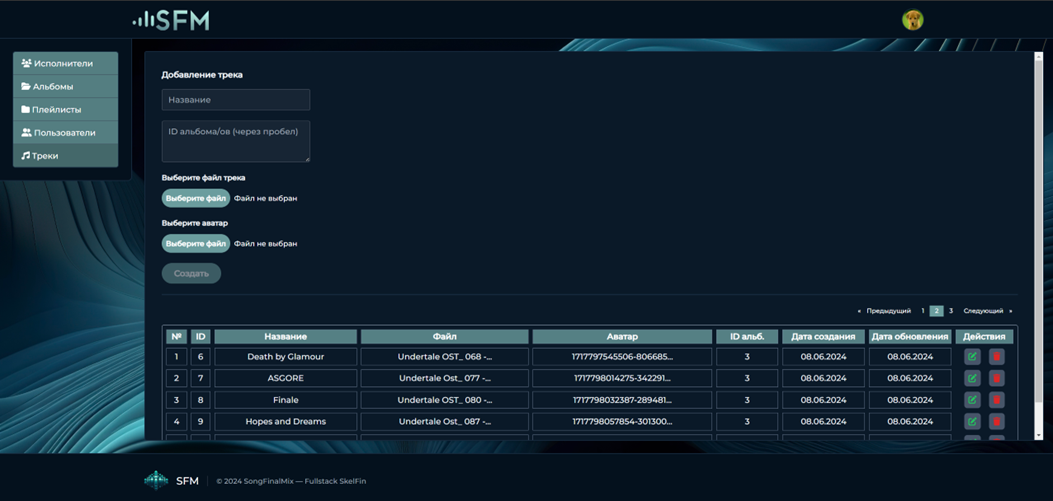 SFM
Исполнители
Альбомы
Плейлисты
Пользователи
Треки
Добавление трека
Название
ID альбома/ов (через пробел)
Выберите файл трека
Выберите файл Файл не выбран
Выберите аватар
Выберите файл Файл не выбран
Создать
« Предыдущий 1 2 3 Следующий »
№ ID Название Файл Аватар ID альб. Дата создания Дата обновления Действия
1 6 Death by Glamour Undertale OST_ 068 -... 1717797545506-806685... 3 08.06.2024 08.06.2024
2 7 ASGORE Undertale Ost_ 077 -... 1717798014275-342291... 3 08.06.2024 08.06.2024
3 8 Finale Undertale OST_ 080 -... 1717798032387-289481... 3 08.06.2024 08.06.2024
4 9 Hopes and Dreams Undertale Ost_ 087 -... 1717798057854-301300... 3 08.06.2024 08.06.2024
SFM © 2024 SongFinalMix — Fullstack SkelFin